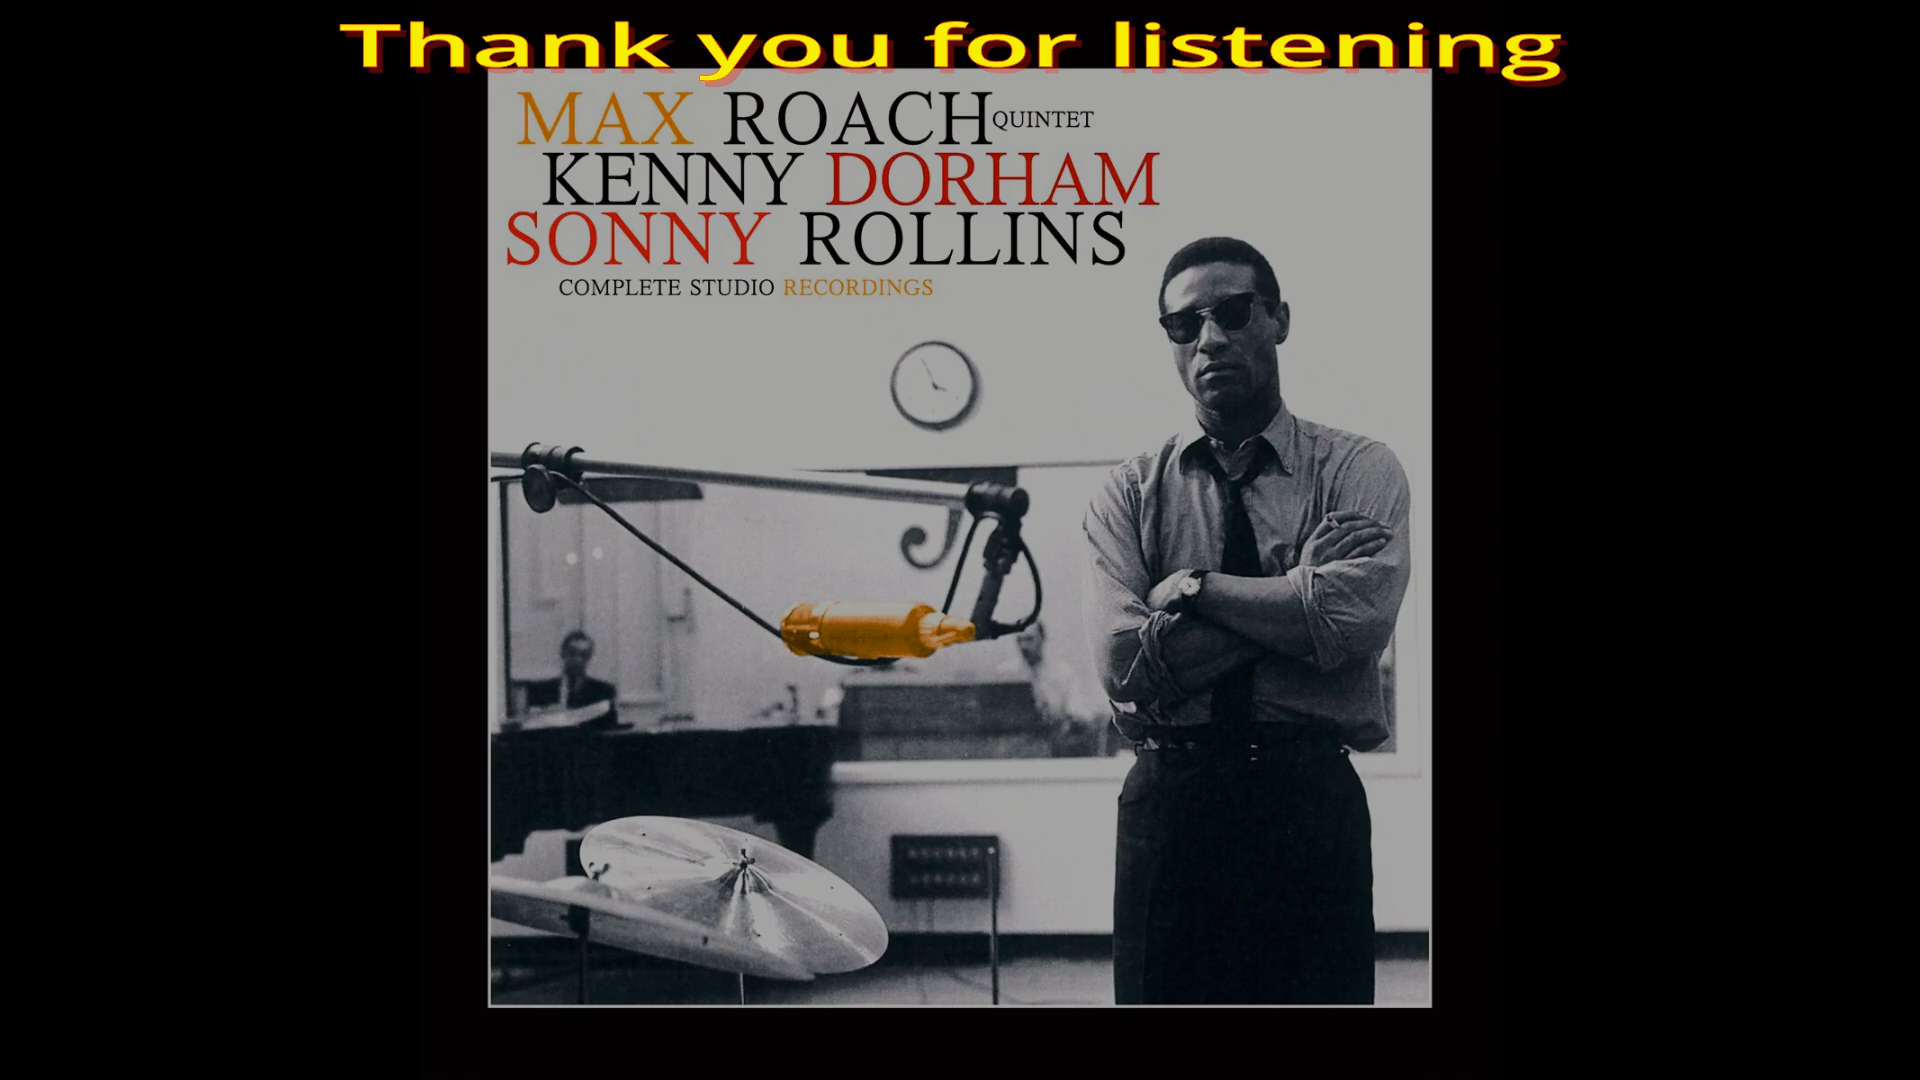 Thank you for listening
MAX ROACH QUINTET
KENNY DORHAM
SONNY ROLLINS
COMPLETE STUDIO RECORDINGS